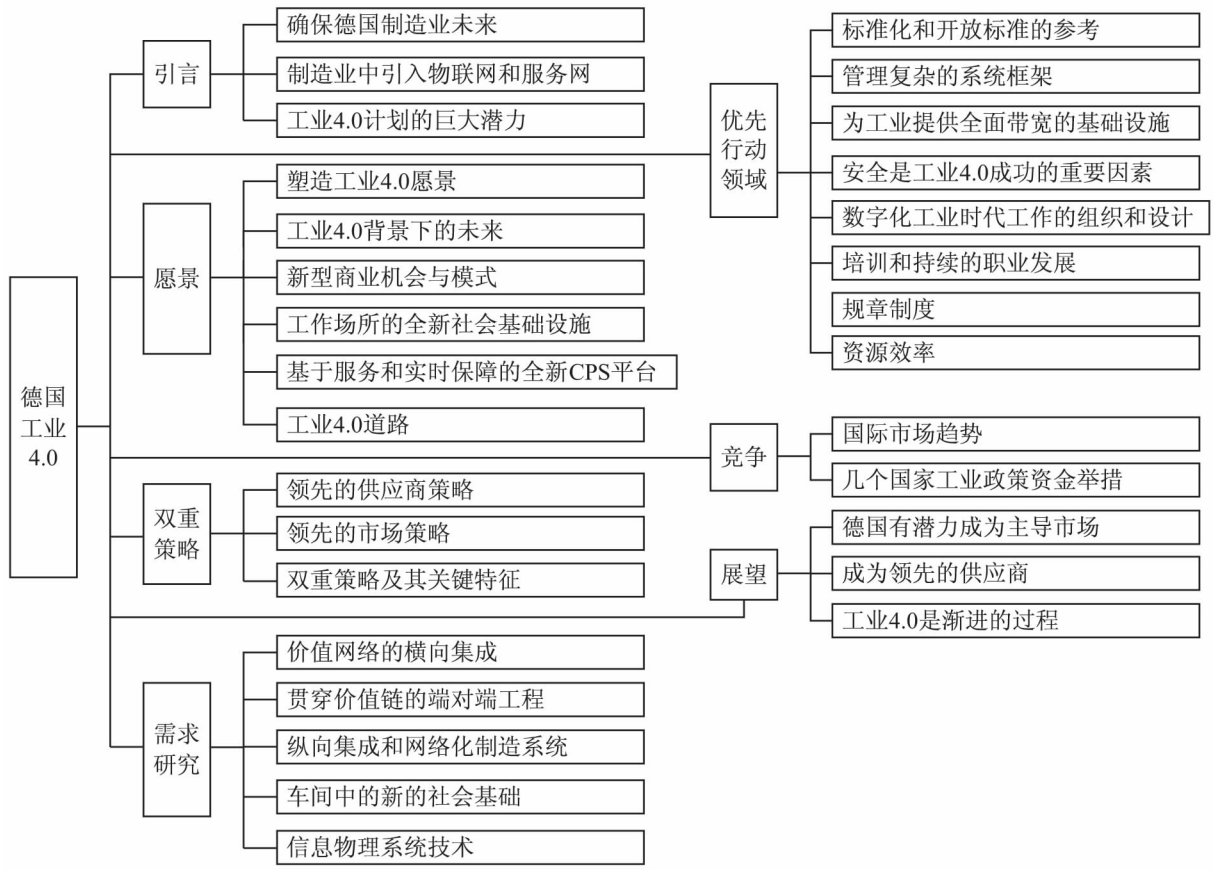 德国
工业
4.0
引言
确保德国制造业未来
制造业中引入物联网和服务网
工业4.0计划的巨大潜力
愿景
塑造工业4.0愿景
工业4.0背景下的未来
新型商业机会与模式
工作场所的全新社会基础设施
基于服务和实时保障的全新CPS平台
工业4.0道路
双重
策略
领先的供应商策略
领先的市场策略
双重策略及其关键特征
需求
研究
价值网络的横向集成
贯穿价值链的端对端工程
纵向集成和网络化制造系统
车间中的新的社会基础
信息物理系统技术
优先
行动
领域
标准化和开放标准的参考
管理复杂的系统框架
为工业提供全面带宽的基础设施
安全是工业4.0成功的重要因素
数字化工业时代工作的组织和设计
培训和持续的职业发展
规章制度
资源效率
竞争
国际市场趋势
几个国家工业政策资金举措
展望
德国有潜力成为主导市场
成为领先的供应商
工业4.0是渐进的过程